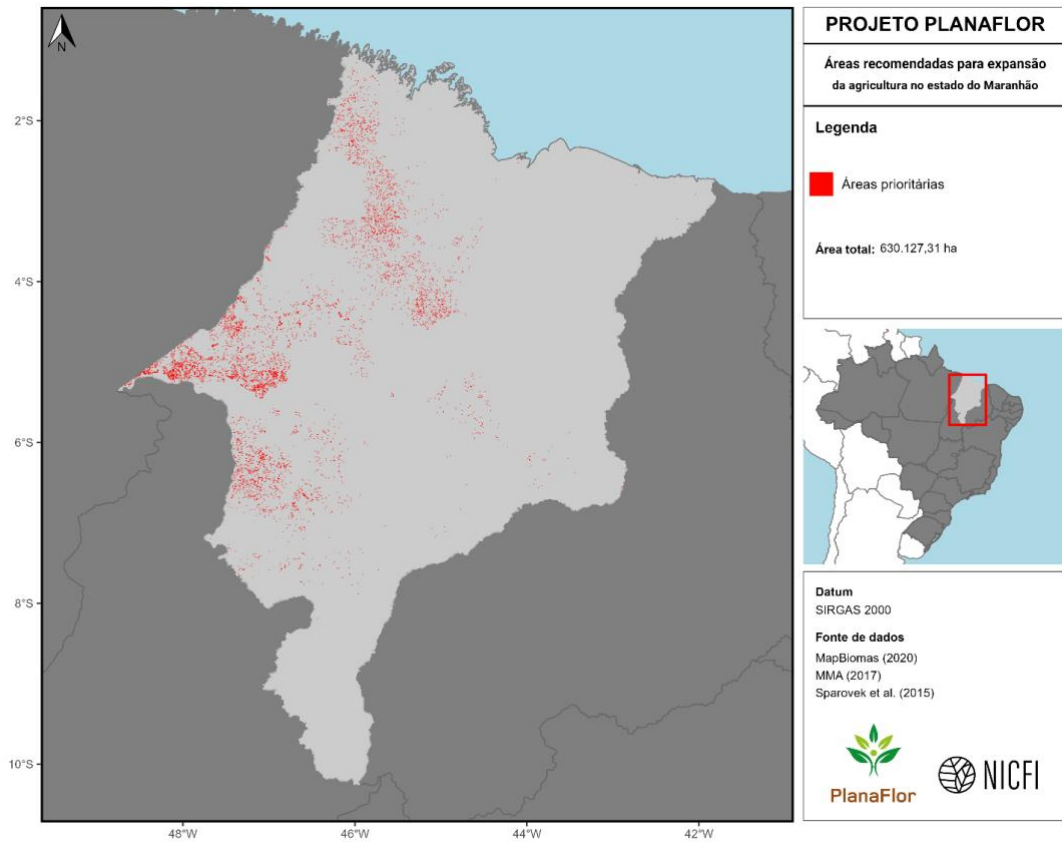 N
2°S
4°S
6°S
8°S
10°S
48°W
46°W
44°W
42°W
PROJETO PLANAFLOR
Áreas recomendadas para expansão
da agricultura no estado do Maranhão
Legenda
Áreas prioritárias
Área total: 630.127,31 ha
Datum
SIRGAS 2000
Fonte de dados
MapBiomas (2020)
MMA (2017)
Sparovek et al. (2015)
PlanaFlor
NICFI